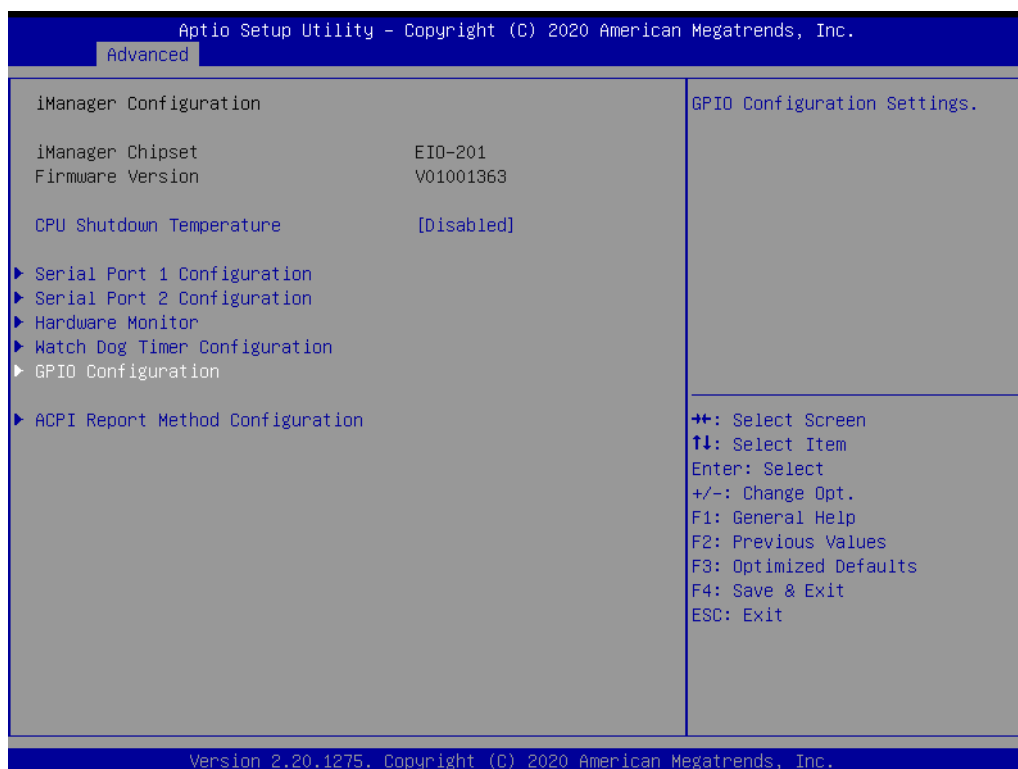 Aptio Setup Utility – Copyright (C) 2020 American Megatrends, Inc.
Advanced
iManager Configuration
iManager Chipset EIO-201
Firmware Version V01001363
CPU Shutdown Temperature [Disabled]
▶ Serial Port 1 Configuration
▶ Serial Port 2 Configuration
▶ Hardware Monitor
▶ Watch Dog Timer Configuration
▶ GPIO Configuration
▶ ACPI Report Method Configuration
GPIO Configuration Settings.
→←: Select Screen
↑↓: Select Item
Enter: Select
+/-: Change Opt.
F1: General Help
F2: Previous Values
F3: Optimized Defaults
F4: Save & Exit
ESC: Exit
Version 2.20.1275. Copyright (C) 2020 American Megatrends, Inc.